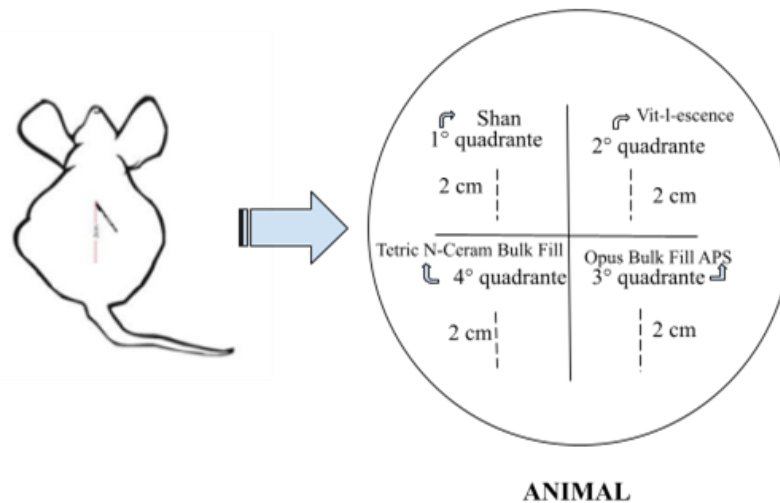 Shan
1° quadrante
2 cm
Vit-l-escence
2° quadrante
2 cm
Tetric N-Ceram Bulk Fill
4° quadrante
2 cm
Opus Bulk Fill APS
3° quadrante
2 cm
ANIMAL